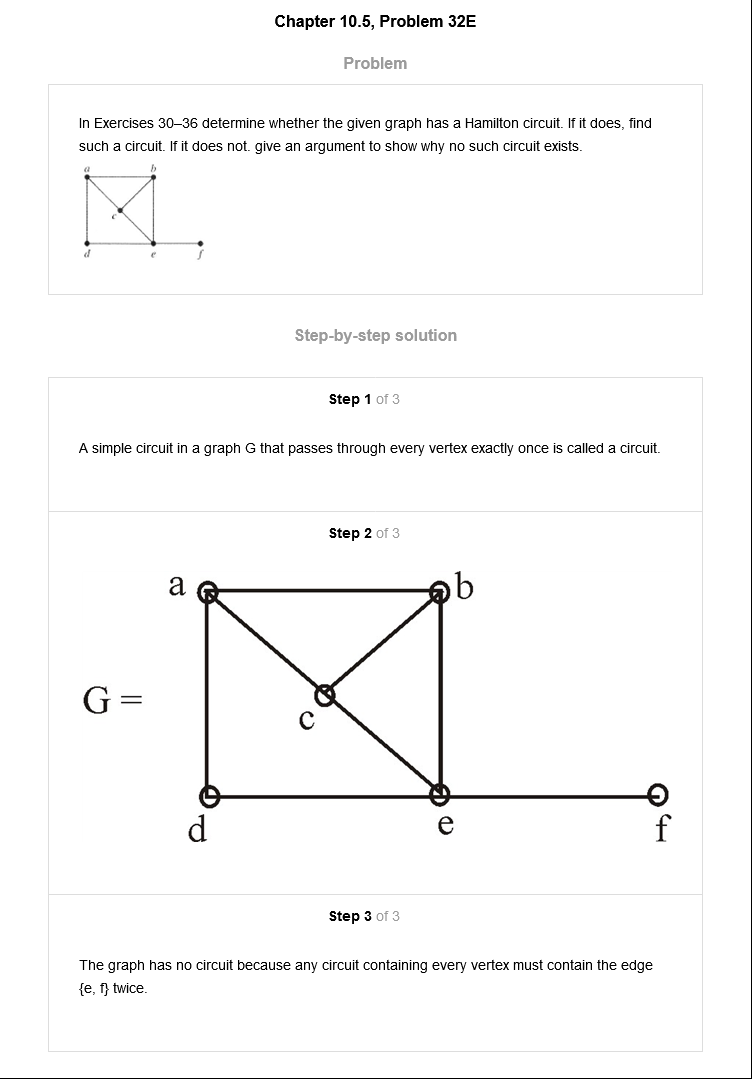 Chapter 10.5, Problem 32E
Problem
In Exercises 30–36 determine whether the given graph has a Hamilton circuit. If it does, find
such a circuit. If it does not. give an argument to show why no such circuit exists.
a b
c
d e f
Step-by-step solution
Step 1 of 3
A simple circuit in a graph G that passes through every vertex exactly once is called a circuit.
Step 2 of 3
a b
G =
c
d e f
Step 3 of 3
The graph has no circuit because any circuit containing every vertex must contain the edge
{e, f} twice.